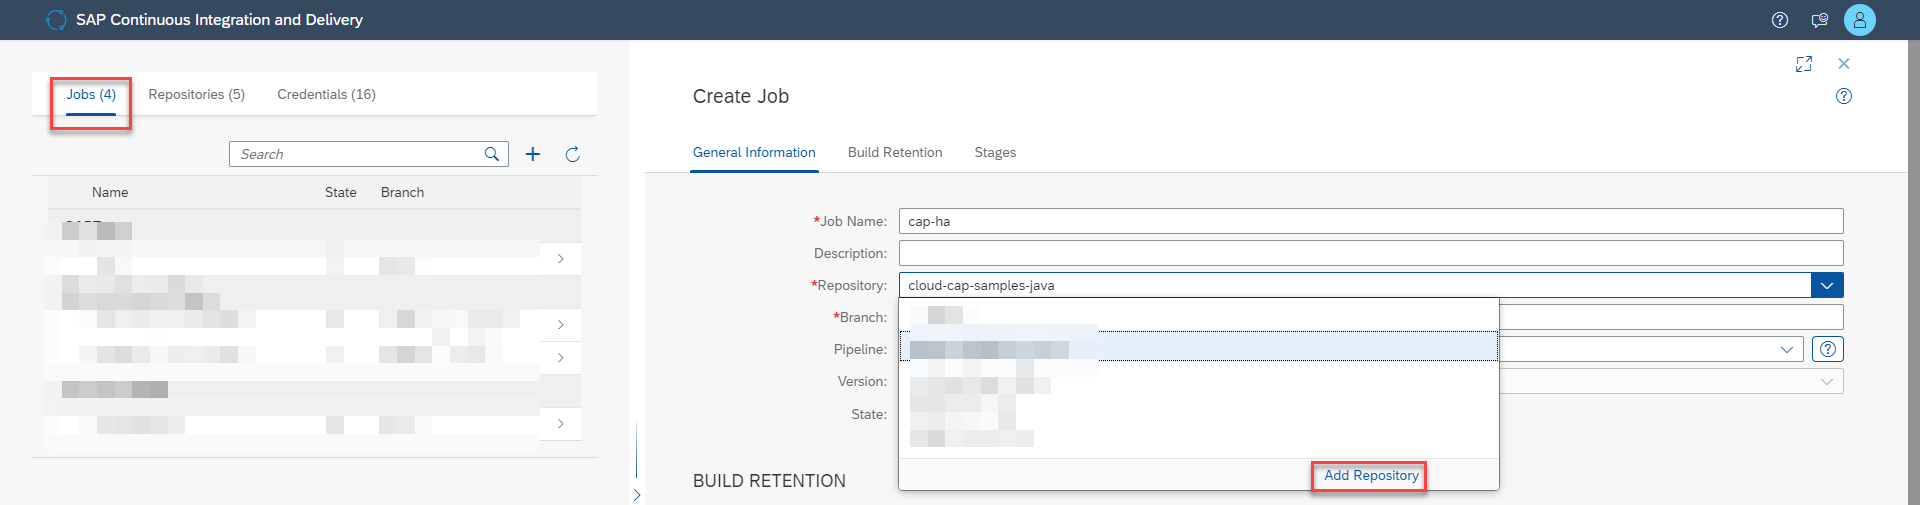 SAP Continuous Integration and Delivery
Jobs (4) Repositories (5) Credentials (16)
Search
Name State Branch
Create Job
General Information Build Retention Stages
*Job Name: cap-ha
Description:
*Repository: cloud-cap-samples-java
*Branch:
Pipeline:
Version:
State:
Add Repository
BUILD RETENTION